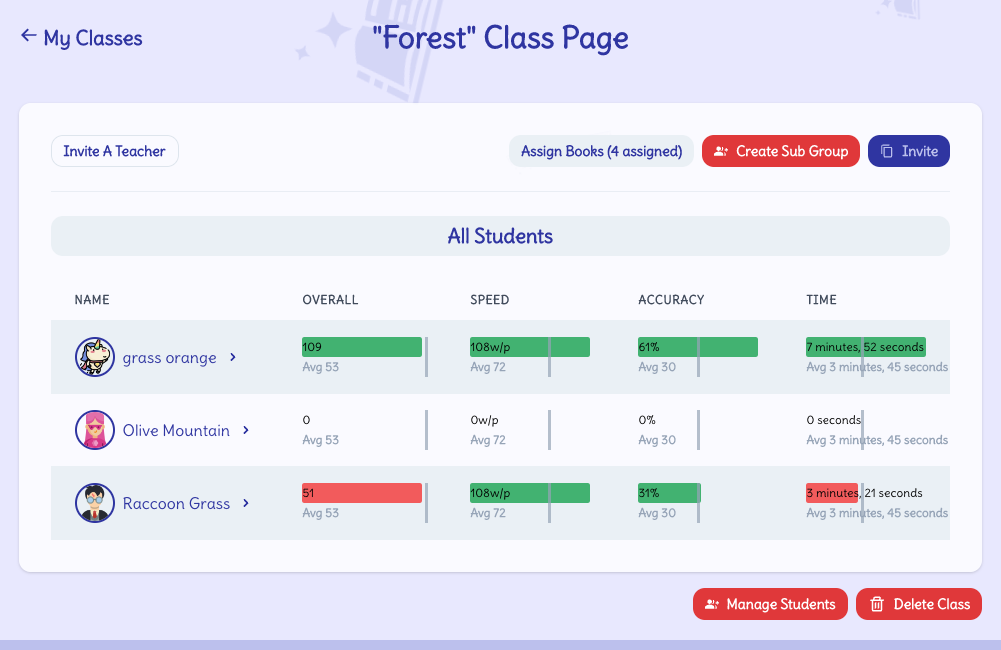 My Classes
"Forest" Class Page
Invite A Teacher
Assign Books (4 assigned)
Create Sub Group
Invite
All Students
NAME OVERALL SPEED ACCURACY TIME
grass orange 109 108w/p 61% 7 minutes, 52 seconds
Avg 53 Avg 72 Avg 30 Avg 3 minutes, 45 seconds
Olive Mountain 0 0w/p 0% 0 seconds
Avg 53 Avg 72 Avg 30 Avg 3 minutes, 45 seconds
Raccoon Grass 51 108w/p 31% 3 minutes, 21 seconds
Avg 53 Avg 72 Avg 30 Avg 3 minutes, 45 seconds
Manage Students
Delete Class